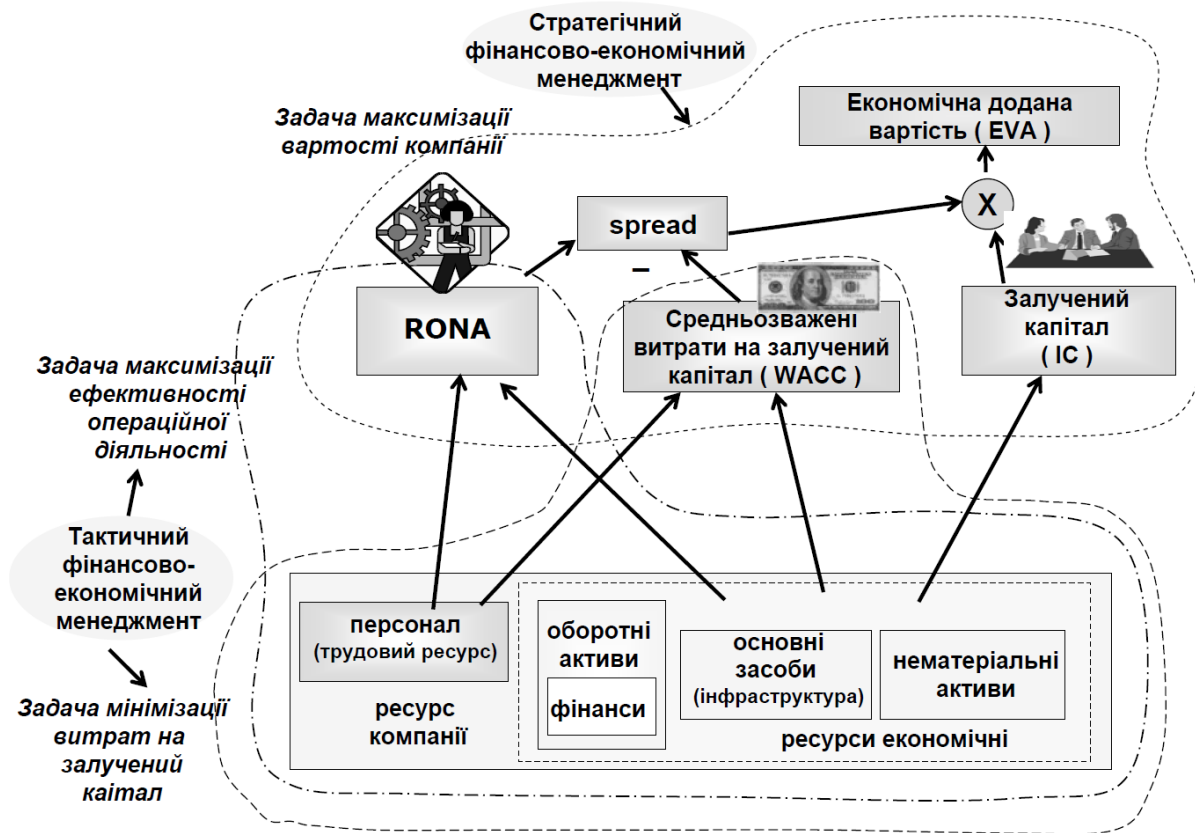 Стратегічний
фінансово-економічний
менеджмент
Задача максимізації
вартості компанії
Економічна додана
вартість ( EVA )
X
spread
–
RONA
Средньозважені
витрати на залучений
капітал ( WACC )
Залучений
капітал
( IC )
Задача максимізації
ефективності
операційної
діяльності
Тактичний
фінансово-
економічний
менеджмент
Задача мінімізації
витрат на
залучений
каітал
персонал
(трудовий ресурс)
ресурс
компанії
оборотні
активи
фінанси
основні
засоби
(інфраструктура)
нематеріальні
активи
ресурси економічні